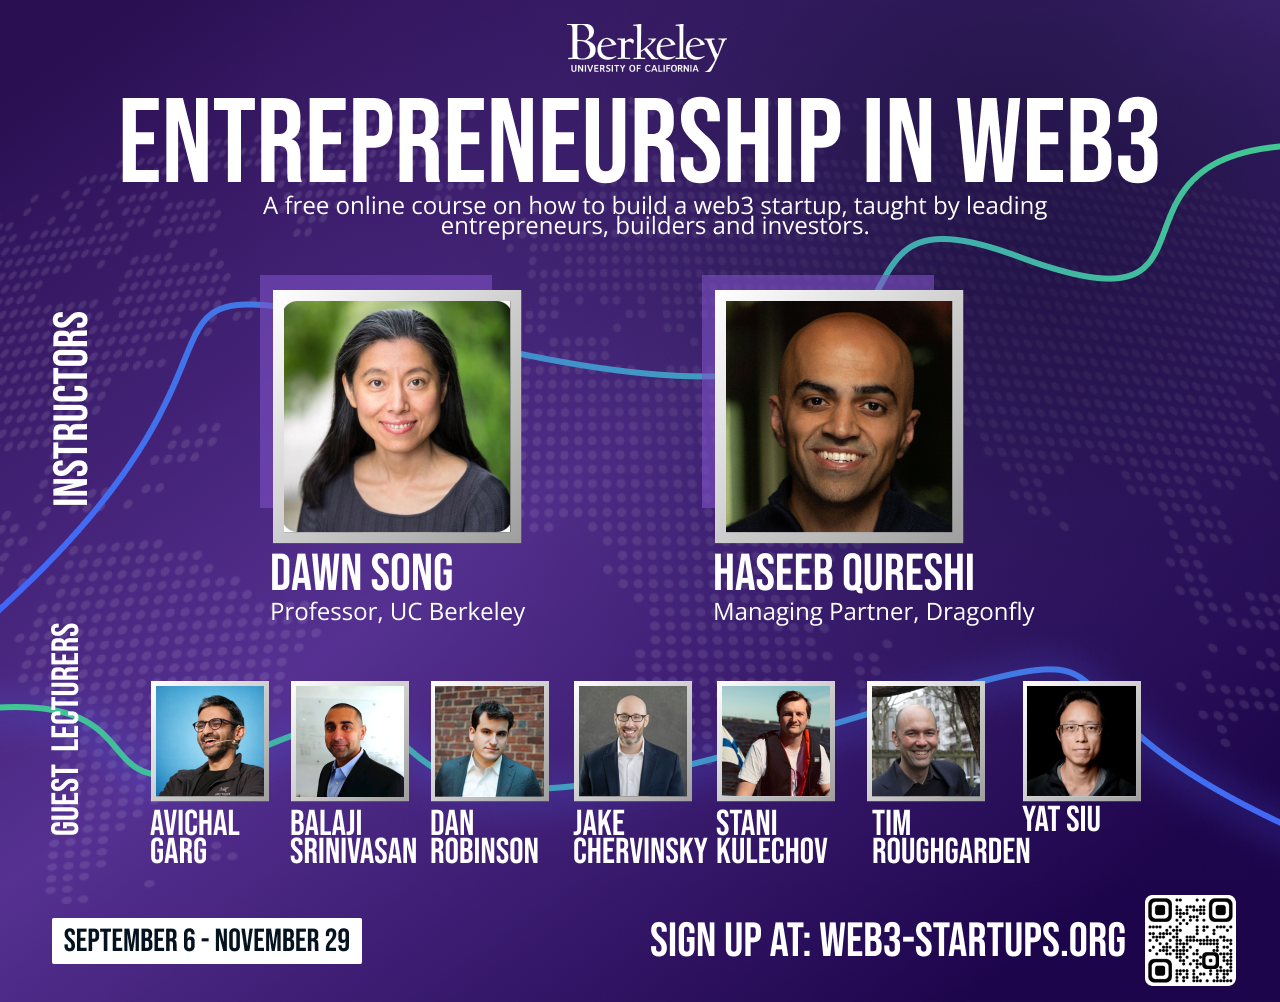 Berkeley
UNIVERSITY OF CALIFORNIA
ENTREPRENEURSHIP IN WEB3
A free online course on how to build a web3 startup, taught by leading
entrepreneurs, builders and investors.
INSTRUCTORS
DAWN SONG
Professor, UC Berkeley
HASEEB QURESHI
Managing Partner, Dragonfly
GUEST LECTURERS
AVICHAL
GARG
BALAJI
SRINIVASAN
DAN
ROBINSON
JAKE
CHERVINSKY
STANI
KULECHOV
TIM
ROUGHGARDEN
YAT SIU
SEPTEMBER 6 - NOVEMBER 29
SIGN UP AT: WEB3-STARTUPS.ORG